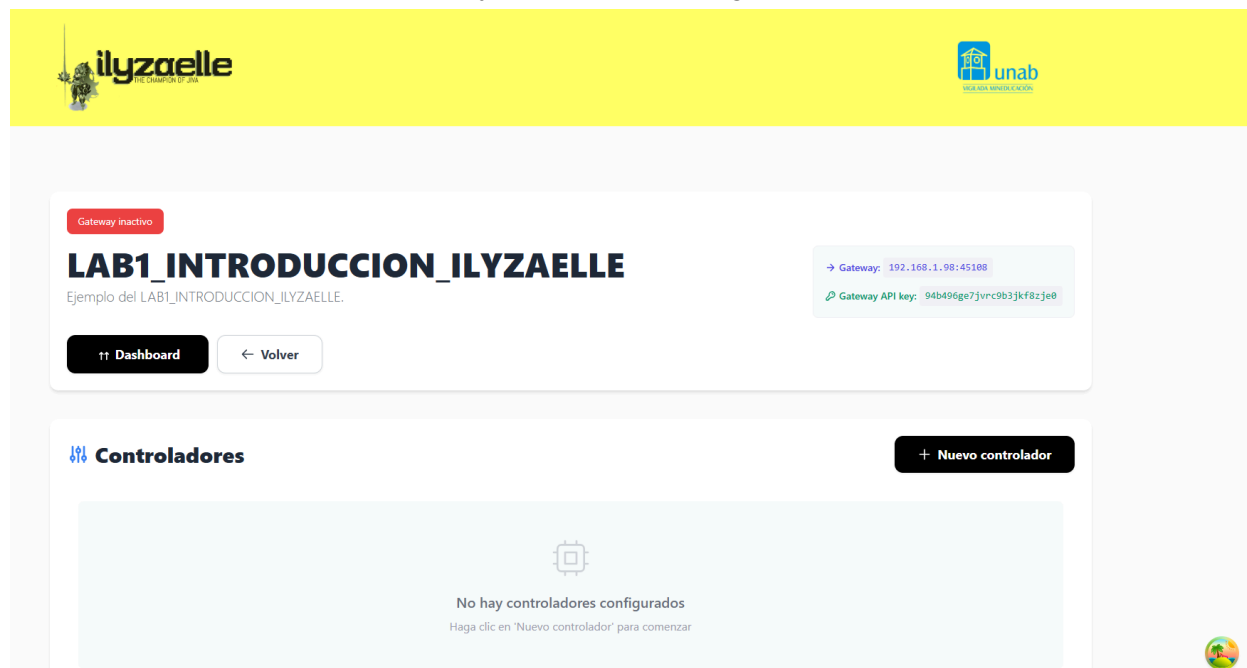 ilyzaelle
THE CHAMPION OF JIVA
unab
VIGILADA MINEDUCACIÓN
Gateway inactivo
LAB1_INTRODUCCION_ILYZAELLE
Ejemplo del LAB1_INTRODUCCION_ILYZAELLE.
→ Gateway: 192.168.1.98:45108
Gateway API key: 94b496ge7jvrc9b3jkf8zje0
↑↑ Dashboard
← Volver
Controladores
+ Nuevo controlador
No hay controladores configurados
Haga clic en 'Nuevo controlador' para comenzar